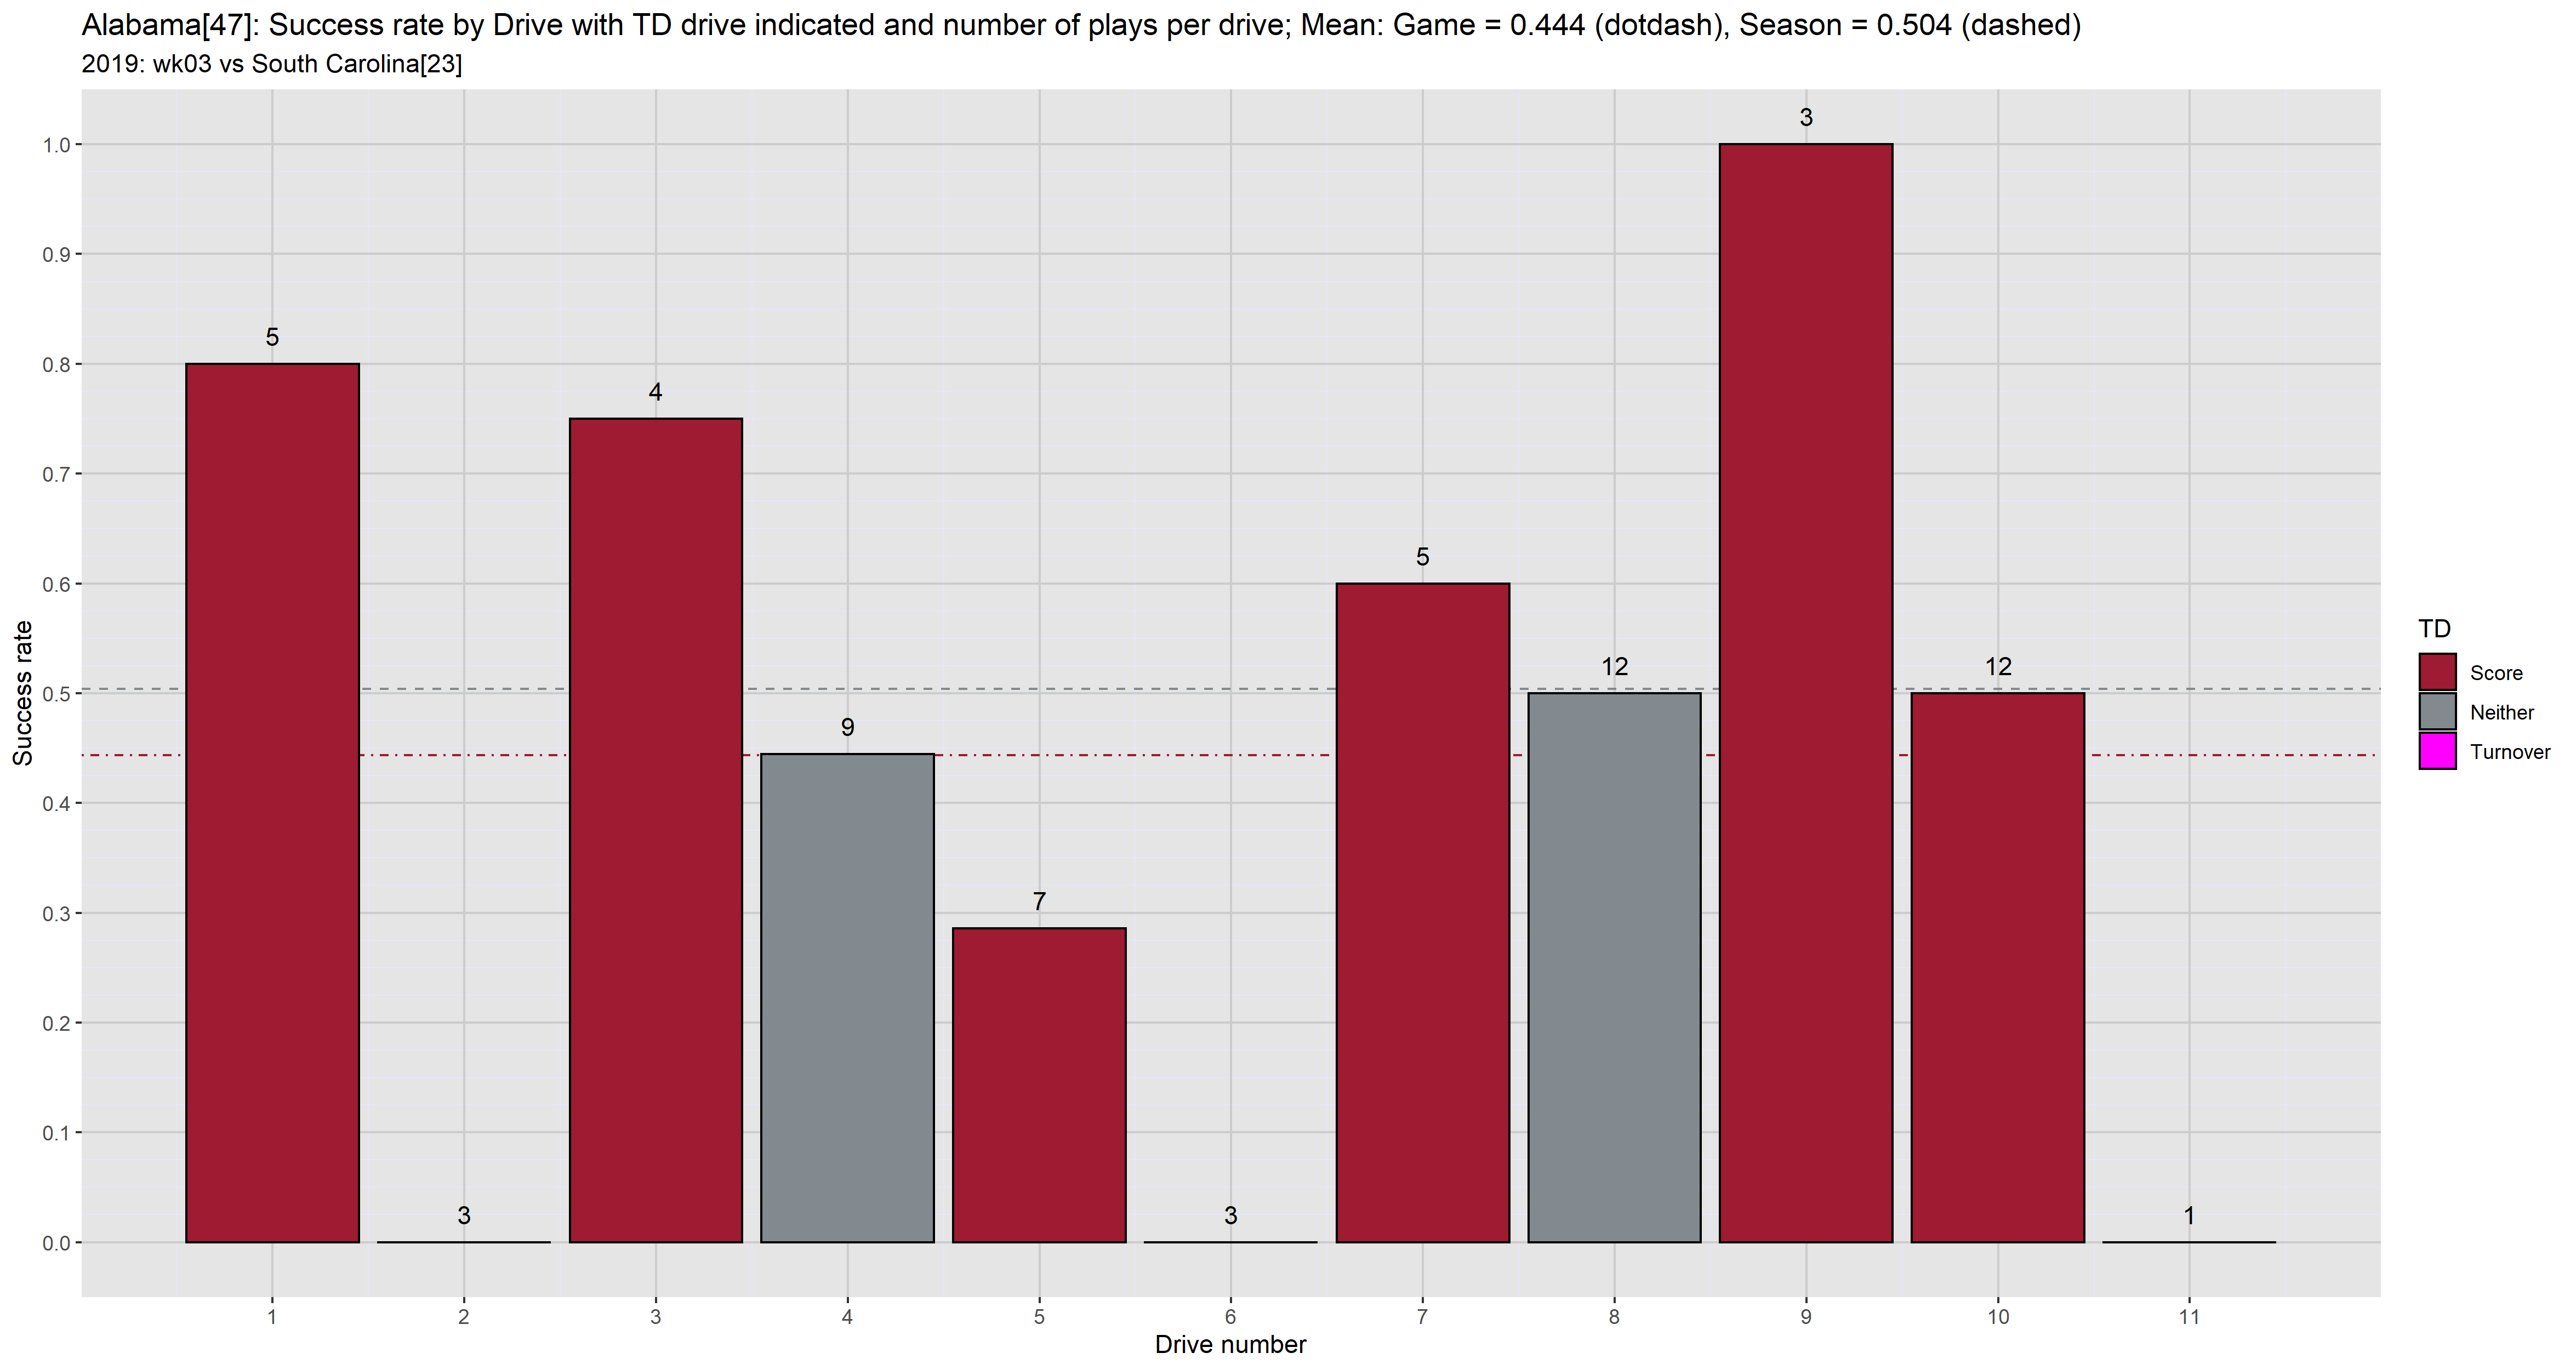 Alabama[47]: Success rate by Drive with TD drive indicated and number of plays per drive; Mean: Game = 0.444 (dotdash), Season = 0.504 (dashed)
2019: wk03 vs South Carolina[23]
Success rate
1.0
0.9
0.8
0.7
0.6
0.5
0.4
0.3
0.2
0.1
0.0
5
3
4
9
7
3
5
12
3
12
1
1 2 3 4 5 6 7 8 9 10 11
Drive number
TD
Score
Neither
Turnover